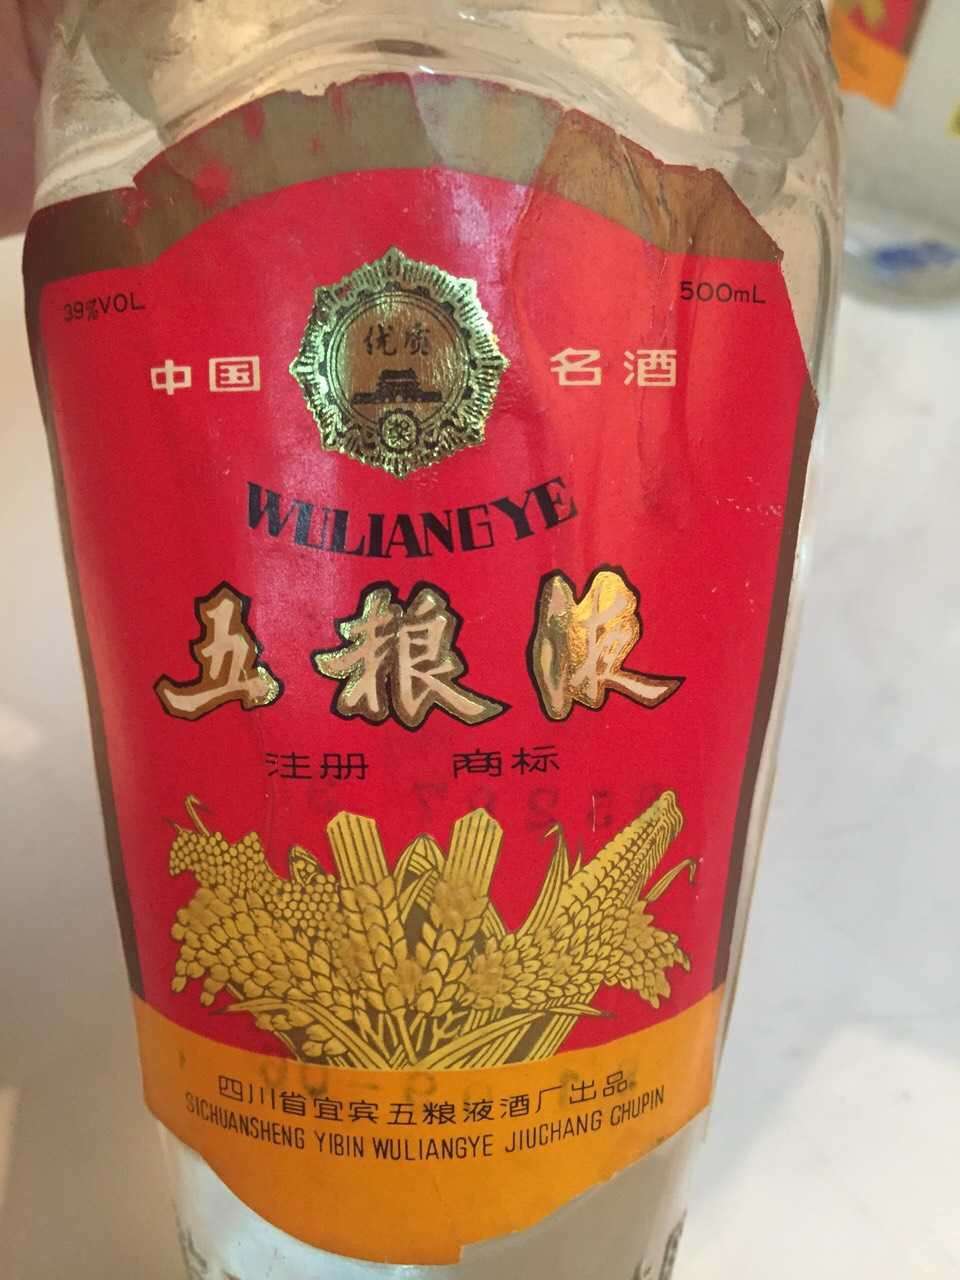 39%VOL
500mL
优质
中国
名酒
奖
WULIANGYE
五粮液
注册 商标
四川省宜宾五粮液酒厂出品
SICHUANSHENG YIBIN WULIANGYE JIUCHANG CHUPIN